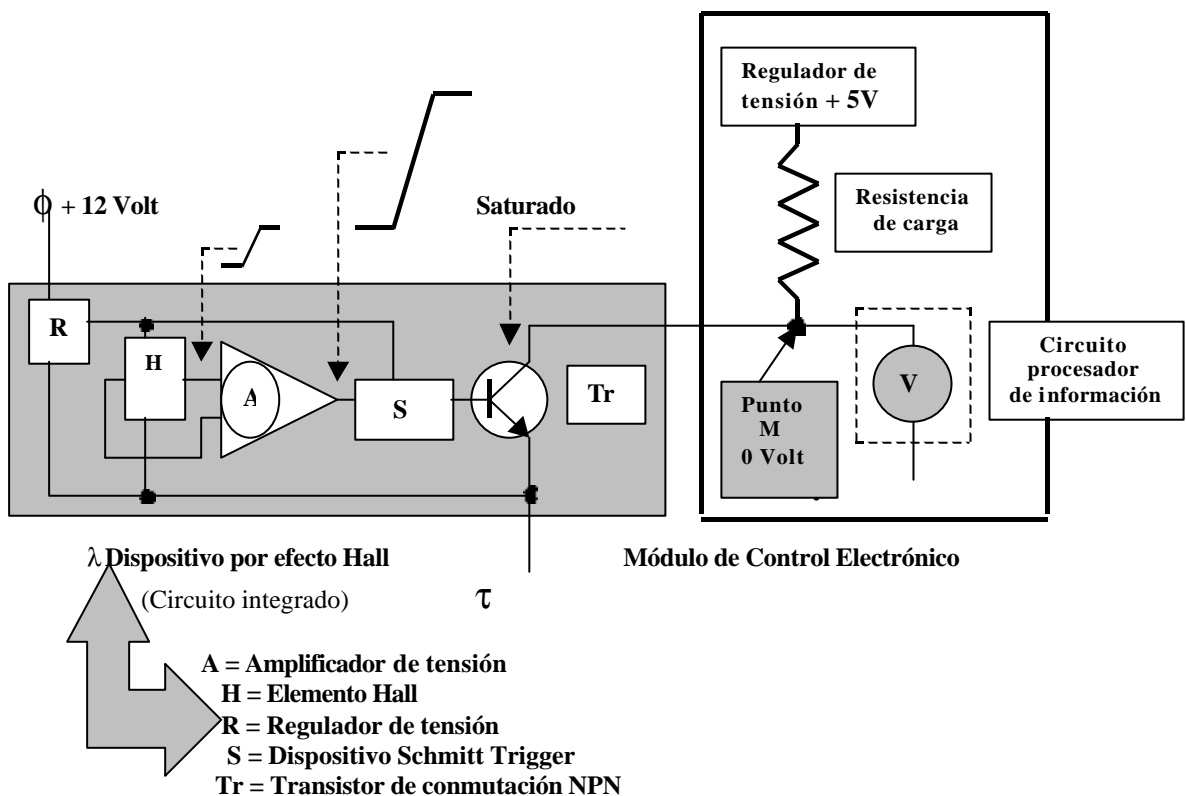 Regulador de
tensión + 5V
Resistencia
de carga
ϕ + 12 Volt
Saturado
R
H
A
S
Tr
V
Punto
M
0 Volt
Circuito
procesador
de información
λ Dispositivo por efecto Hall
(Circuito integrado)
τ
Módulo de Control Electrónico
A = Amplificador de tensión
H = Elemento Hall
R = Regulador de tensión
S = Dispositivo Schmitt Trigger
Tr = Transistor de conmutación NPN